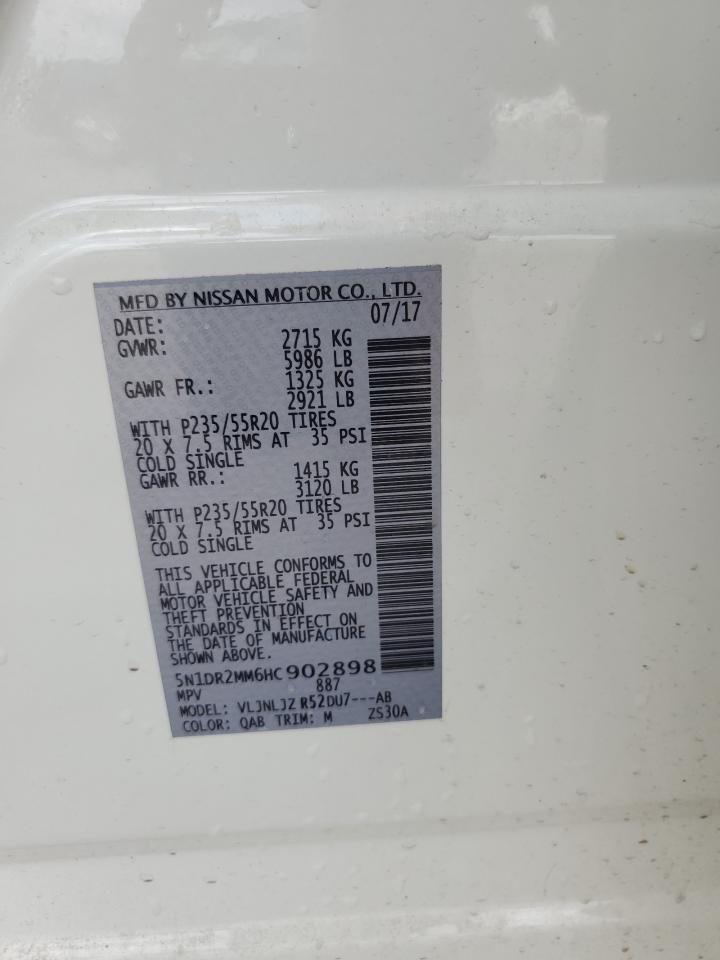 MFD BY NISSAN MOTOR CO., LTD.
DATE: 07/17
GVWR: 2715 KG
5986 LB
GAWR FR.: 1325 KG
2921 LB
WITH P235/55R20 TIRES
20 X 7.5 RIMS AT 35 PSI
COLD SINGLE
GAWR RR.: 1415 KG
3120 LB
WITH P235/55R20 TIRES
20 X 7.5 RIMS AT 35 PSI
COLD SINGLE
THIS VEHICLE CONFORMS TO
ALL APPLICABLE FEDERAL
MOTOR VEHICLE SAFETY AND
THEFT PREVENTION
STANDARDS IN EFFECT ON
THE DATE OF MANUFACTURE
SHOWN ABOVE.
5N1DR2MM6HC902898
MPV 887
MODEL: VLJNLJZ R52DU7---AB
COLOR: QAB TRIM: M ZS30A